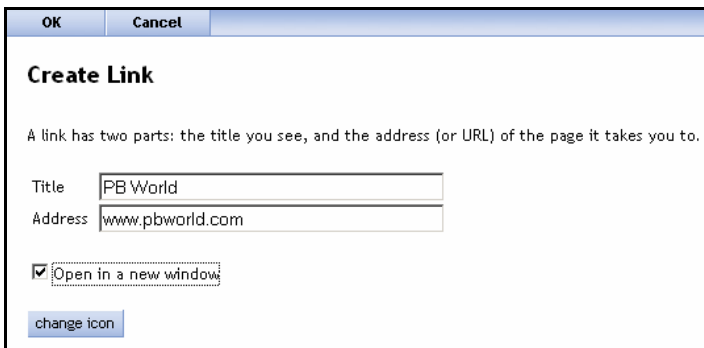 OK Cancel
Create Link
A link has two parts: the title you see, and the address (or URL) of the page it takes you to.
Title PB World
Address www.pbworld.com
Open in a new window
change icon